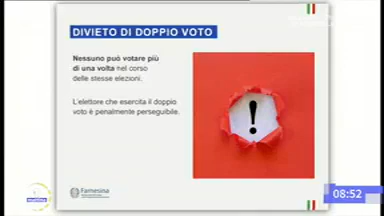 DIVIETO DI DOPPIO VOTO
Nessuno può votare più
di una volta nel corso
delle stesse elezioni.
L'elettore che esercita il doppio
voto è penalmente perseguibile.
Farnesina
mattina
08:52